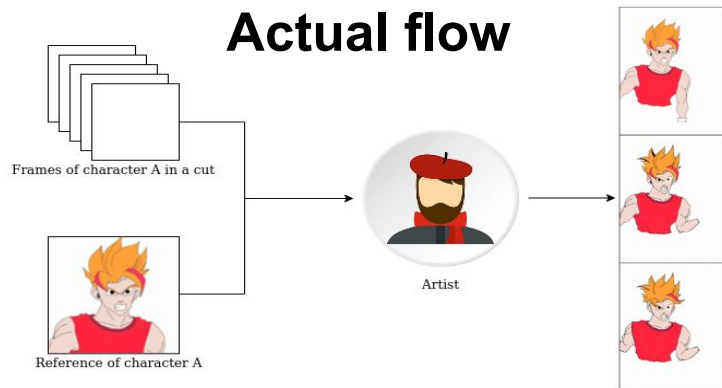 Actual flow
Frames of character A in a cut
Artist
Reference of character A